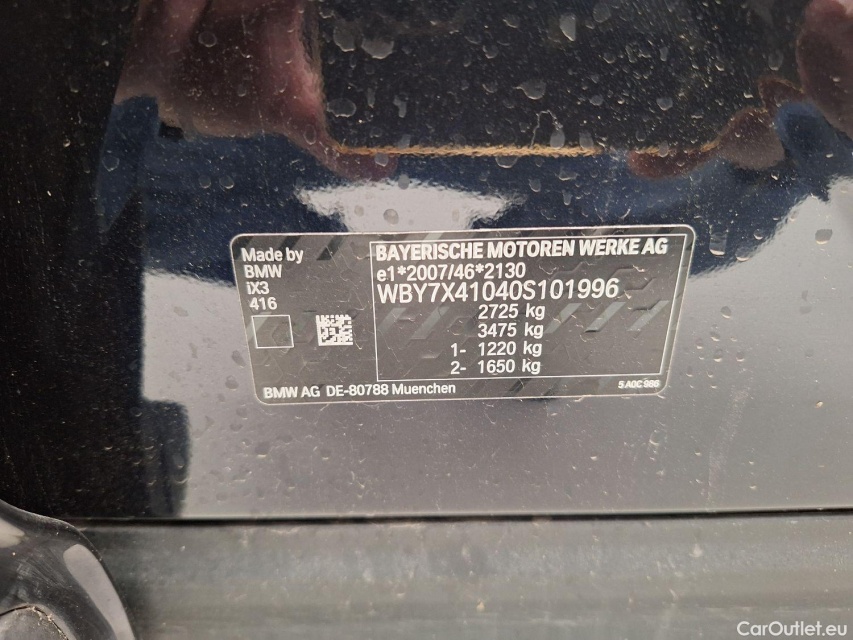 Made by
BMW
iX3
416
BAYERISCHE MOTOREN WERKE AG
e1*2007/46*2130
WBY7X41040S101996
2725 kg
3475 kg
1- 1220 kg
2- 1650 kg
BMW AG DE-80788 Muenchen
5 A0C 986
CarOutlet.eu